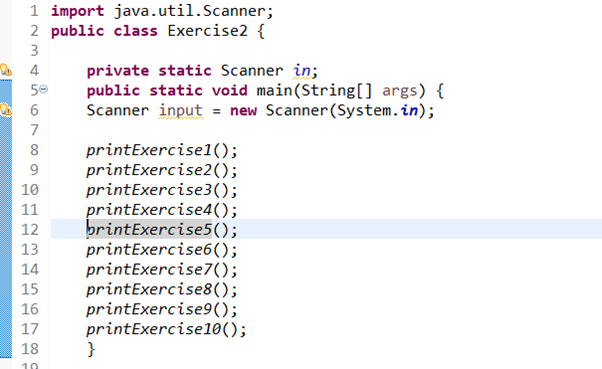 1 import java.util.Scanner;
2 public class Exercise2 {
3
4 private static Scanner in;
5 public static void main(String[] args) {
6 Scanner input = new Scanner(System.in);
7
8 printExercise1();
9 printExercise2();
10 printExercise3();
11 printExercise4();
12 printExercise5();
13 printExercise6();
14 printExercise7();
15 printExercise8();
16 printExercise9();
17 printExercise10();
18 }
19